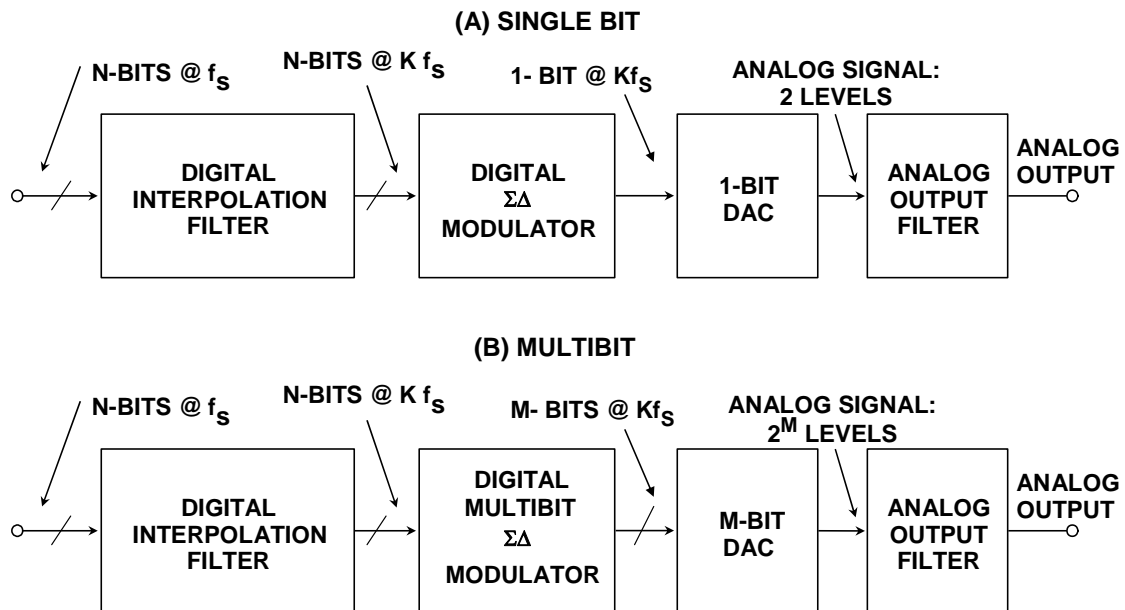 (A) SINGLE BIT
N-BITS @ fS
N-BITS @ K fS
1- BIT @ KfS
ANALOG SIGNAL:
2 LEVELS
DIGITAL
INTERPOLATION
FILTER
DIGITAL
ΣΔ
MODULATOR
1-BIT
DAC
ANALOG
OUTPUT
FILTER
ANALOG
OUTPUT
(B) MULTIBIT
N-BITS @ fS
N-BITS @ K fS
M- BITS @ KfS
ANALOG SIGNAL:
2^M LEVELS
DIGITAL
INTERPOLATION
FILTER
DIGITAL
MULTIBIT
ΣΔ
MODULATOR
M-BIT
DAC
ANALOG
OUTPUT
FILTER
ANALOG
OUTPUT